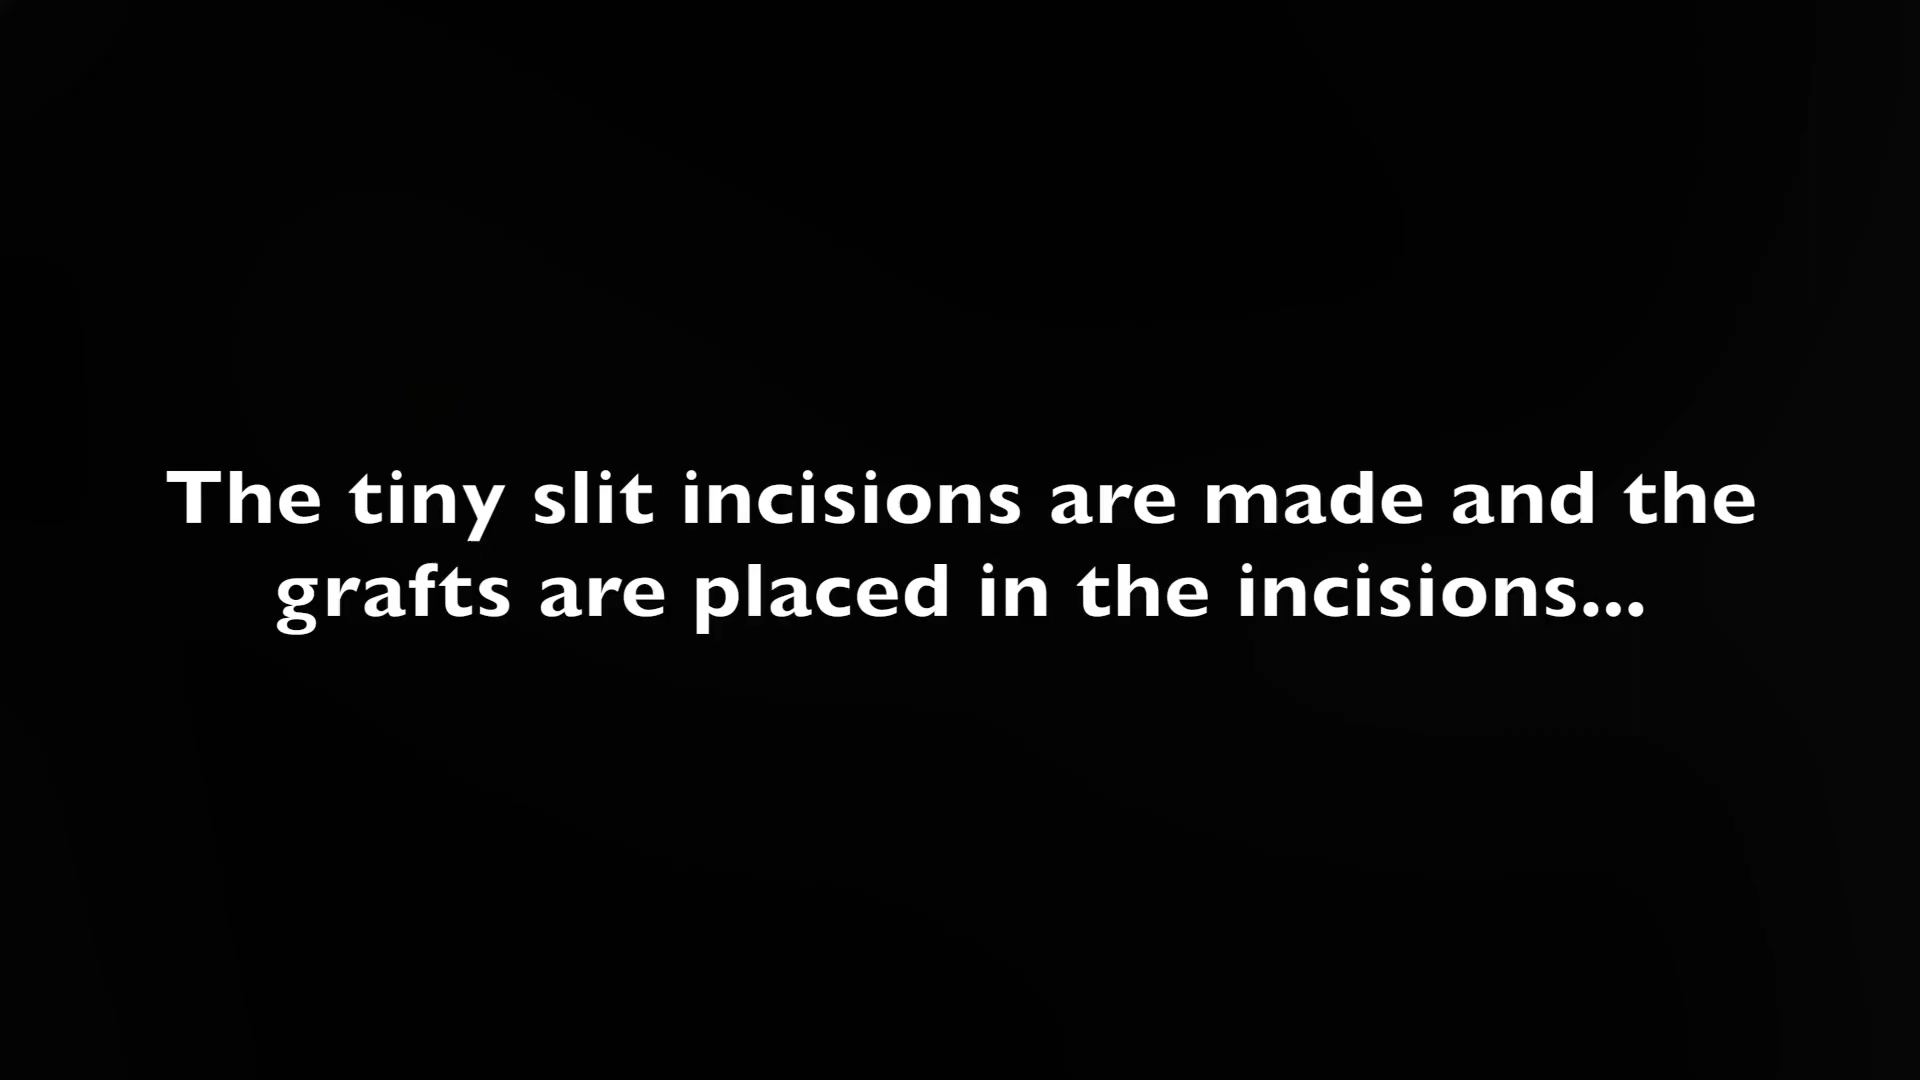 The tiny slit incisions are made and the
grafts are placed in the incisions...